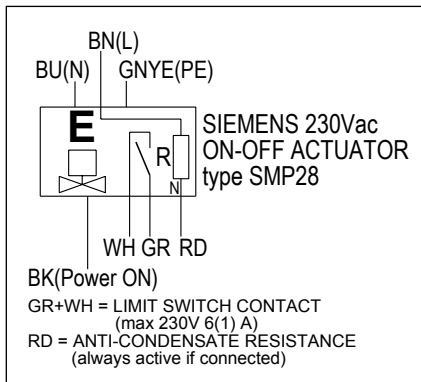 BN(L)
BU(N) GNYE(PE)
E
R
N
SIEMENS 230Vac
ON-OFF ACTUATOR
type SMP28
WH GR RD
BK(Power ON)
GR+WH = LIMIT SWITCH CONTACT
(max 230V 6(1) A)
RD = ANTI-CONDENSATE RESISTANCE
(always active if connected)